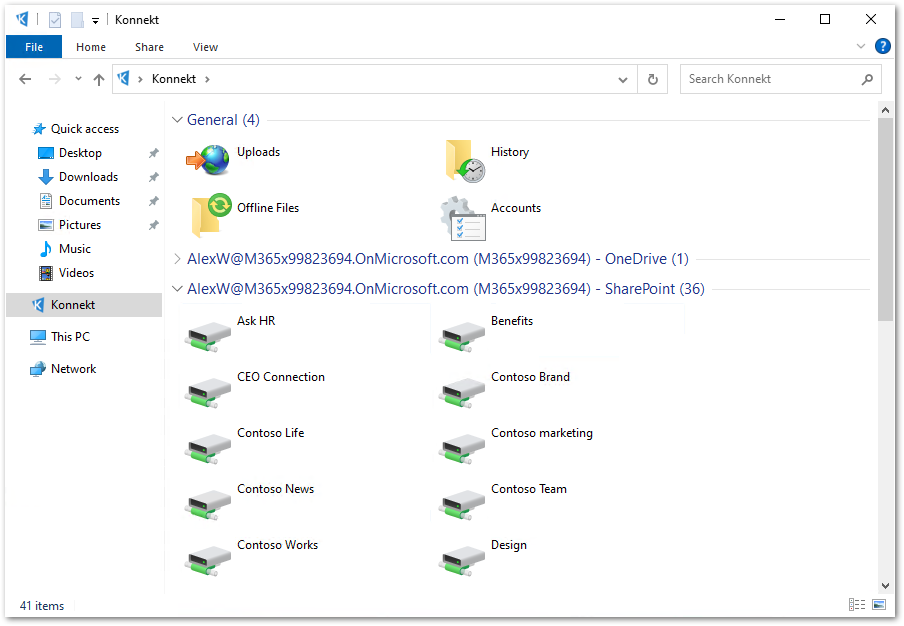 Konnekt
File Home Share View
Konnekt Search Konnekt
Quick access
Desktop
Downloads
Documents
Pictures
Music
Videos
Konnekt
This PC
Network
General (4)
Uploads History
Offline Files Accounts
AlexW@M365x99823694.OnMicrosoft.com (M365x99823694) - OneDrive (1)
AlexW@M365x99823694.OnMicrosoft.com (M365x99823694) - SharePoint (36)
Ask HR Benefits
CEO Connection Contoso Brand
Contoso Life Contoso marketing
Contoso News Contoso Team
Contoso Works Design
41 items